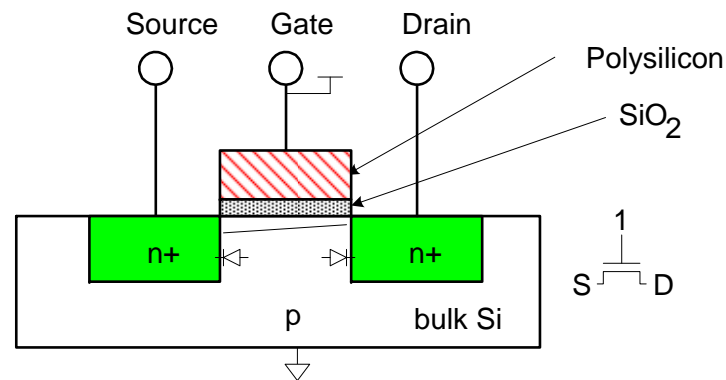 Source Gate Drain
Polysilicon
SiO2
n+ n+
1
S D
p bulk Si